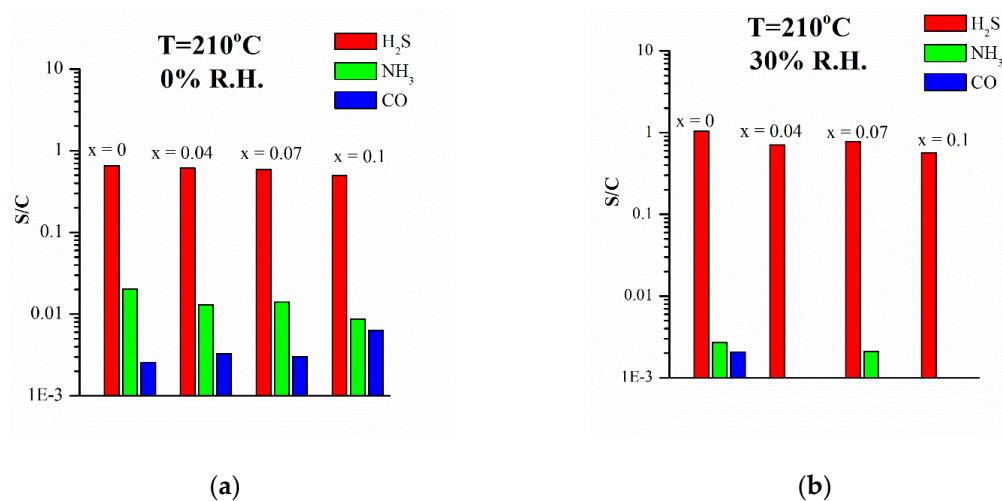 T=210°C
0% R.H.
H₂S
NH₃
CO
10
1
0.1
0.01
1E-3
S/C
x = 0
x = 0.04
x = 0.07
x = 0.1
(a)
T=210°C
30% R.H.
H₂S
NH₃
CO
10
1
0.1
0.01
1E-3
S/C
x = 0
x = 0.04
x = 0.07
x = 0.1
(b)